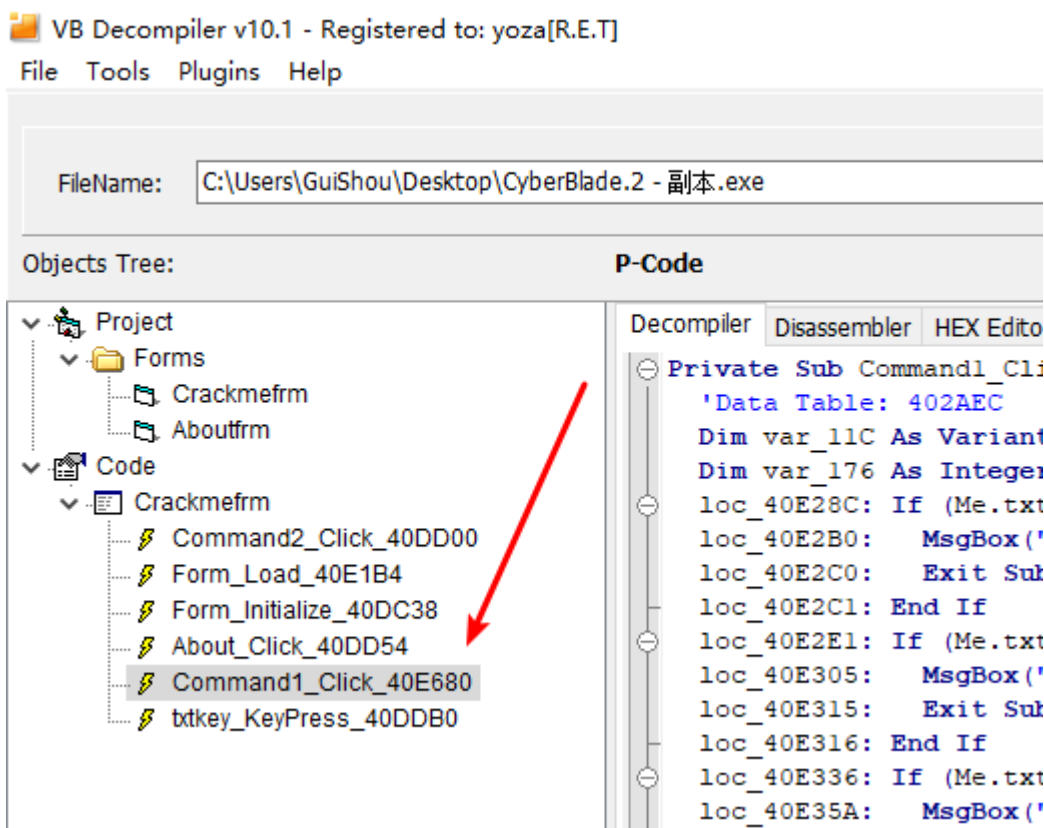 VB Decompiler v10.1 - Registered to: yoza[R.E.T]
File Tools Plugins Help
FileName: C:\Users\GuiShou\Desktop\CyberBlade.2 - 副本.exe
Objects Tree:
P-Code
Project
Forms
Crackmefrm
Aboutfrm
Code
Crackmefrm
Command2_Click_40DD00
Form_Load_40E1B4
Form_Initialize_40DC38
About_Click_40DD54
Command1_Click_40E680
txtkey_KeyPress_40DDB0
Decompiler Disassembler HEX Edito
Private Sub Command1_Cli
'Data Table: 402AEC
Dim var_11C As Variant
Dim var_176 As Integer
loc_40E28C: If (Me.txt
loc_40E2B0: MsgBox("
loc_40E2C0: Exit Sub
loc_40E2C1: End If
loc_40E2E1: If (Me.txt
loc_40E305: MsgBox("
loc_40E315: Exit Sub
loc_40E316: End If
loc_40E336: If (Me.txt
loc_40E35A: MsgBox("